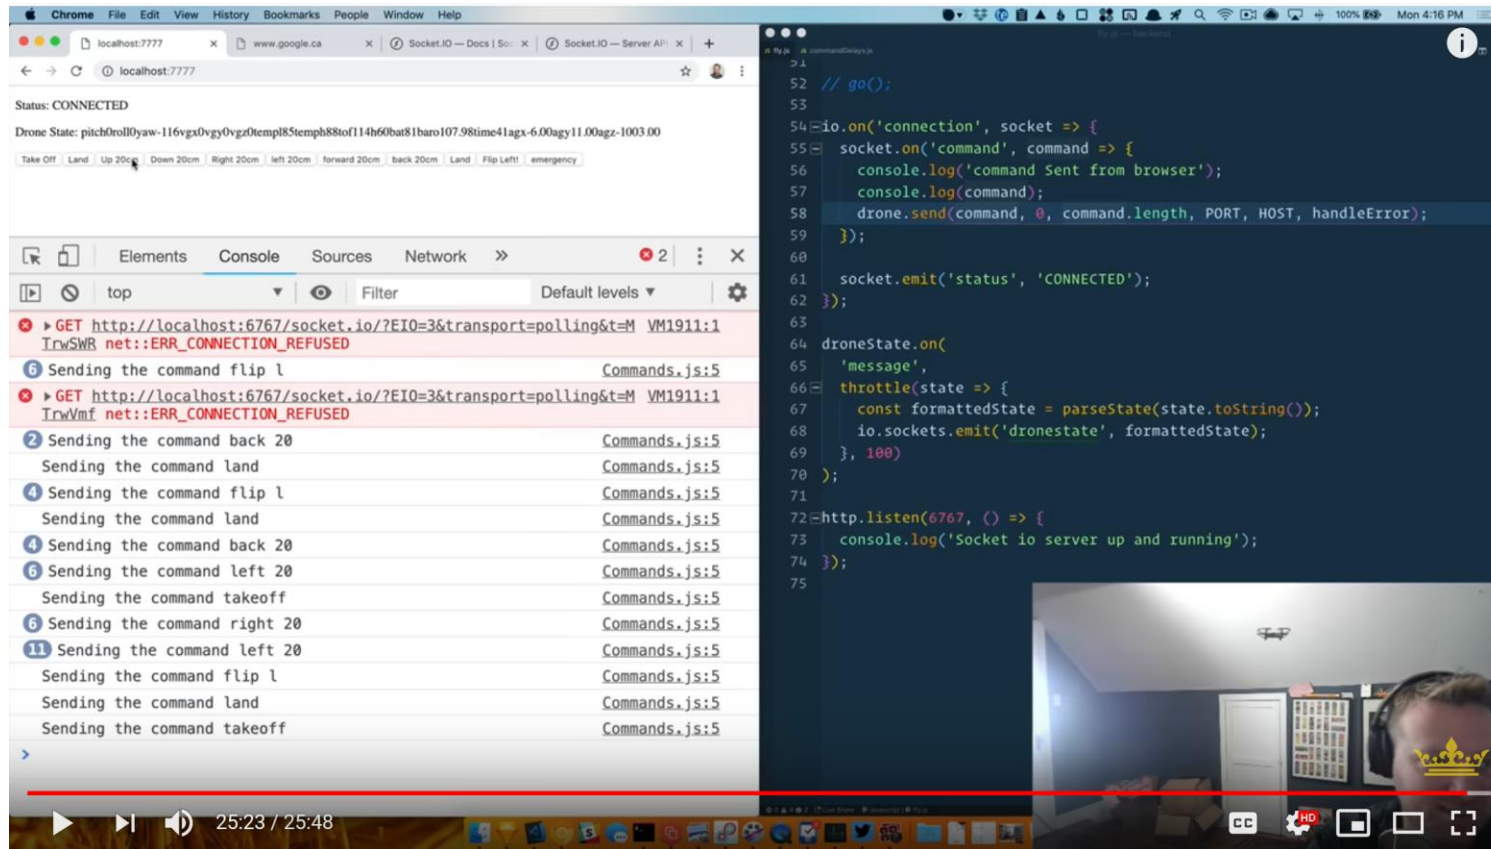 Chrome File Edit View History Bookmarks People Window Help
100% Mon 4:16 PM
localhost:7777
www.google.ca
Socket.IO — Docs | Soc
Socket.IO — Server API
localhost:7777
Status: CONNECTED
Drone State: pitch0roll0yaw-116vgx0vgy0vgz0templ85temph88tof114h60bat81baro107.98time41agx-6.00agy11.00agz-1003.00
Take Off Land Up 20cm Down 20cm Right 20cm left 20cm forward 20cm back 20cm Land Flip Left! emergency
Elements Console Sources Network » 2
top Filter Default levels ▼
▶ GET http://localhost:6767/socket.io/?EIO=3&transport=polling&t=M VM1911:1
TrwSWR net::ERR_CONNECTION_REFUSED
6 Sending the command flip l Commands.js:5
▶ GET http://localhost:6767/socket.io/?EIO=3&transport=polling&t=M VM1911:1
TrwVmf net::ERR_CONNECTION_REFUSED
2 Sending the command back 20 Commands.js:5
Sending the command land Commands.js:5
4 Sending the command flip l Commands.js:5
Sending the command land Commands.js:5
4 Sending the command back 20 Commands.js:5
6 Sending the command left 20 Commands.js:5
Sending the command takeoff Commands.js:5
6 Sending the command right 20 Commands.js:5
11 Sending the command left 20 Commands.js:5
Sending the command flip l Commands.js:5
Sending the command land Commands.js:5
Sending the command takeoff Commands.js:5
>
fly.js — backend
fly.js commandDelays.js
51
52 // go();
53
54 io.on('connection', socket => {
55 socket.on('command', command => {
56 console.log('command Sent from browser');
57 console.log(command);
58 drone.send(command, 0, command.length, PORT, HOST, handleError);
59 });
60
61 socket.emit('status', 'CONNECTED');
62 });
63
64 droneState.on(
65 'message',
66 throttle(state => {
67 const formattedState = parseState(state.toString());
68 io.sockets.emit('dronestate', formattedState);
69 }, 100)
70 );
71
72 http.listen(6767, () => {
73 console.log('Socket io server up and running');
74 });
75
25:23 / 25:48
CC
HD